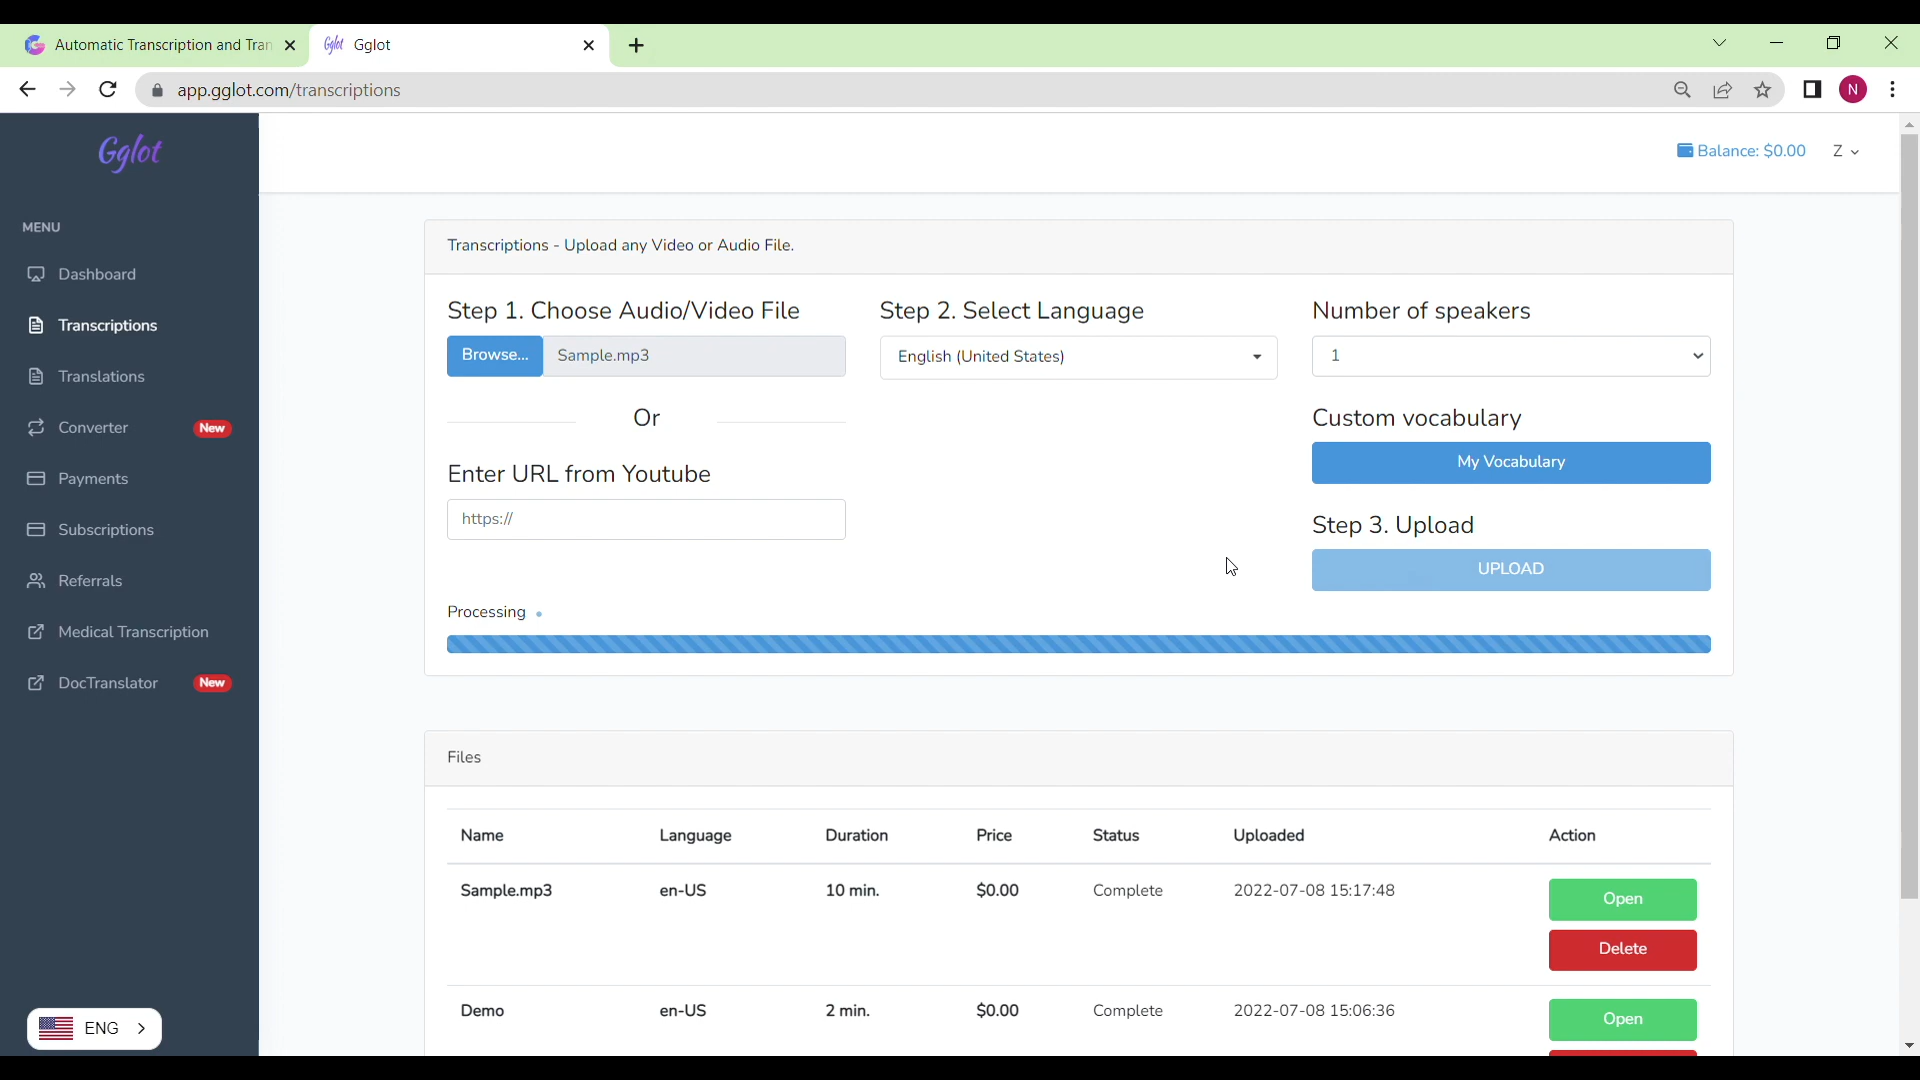 Automatic Transcription and Tran
Gglot Gglot
app.gglot.com/transcriptions
N
Gglot
Balance: $0.00 Z
MENU
Dashboard
Transcriptions
Translations
Converter New
Payments
Subscriptions
Referrals
Medical Transcription
DocTranslator New
ENG
Transcriptions - Upload any Video or Audio File.
Step 1. Choose Audio/Video File
Browse... Sample.mp3
Or
Enter URL from Youtube
https://
Step 2. Select Language
English (United States)
Number of speakers
1
Custom vocabulary
My Vocabulary
Step 3. Upload
UPLOAD
Processing
Files
Name Language Duration Price Status Uploaded Action
Sample.mp3 en-US 10 min. $0.00 Complete 2022-07-08 15:17:48 Open
Delete
Demo en-US 2 min. $0.00 Complete 2022-07-08 15:06:36 Open